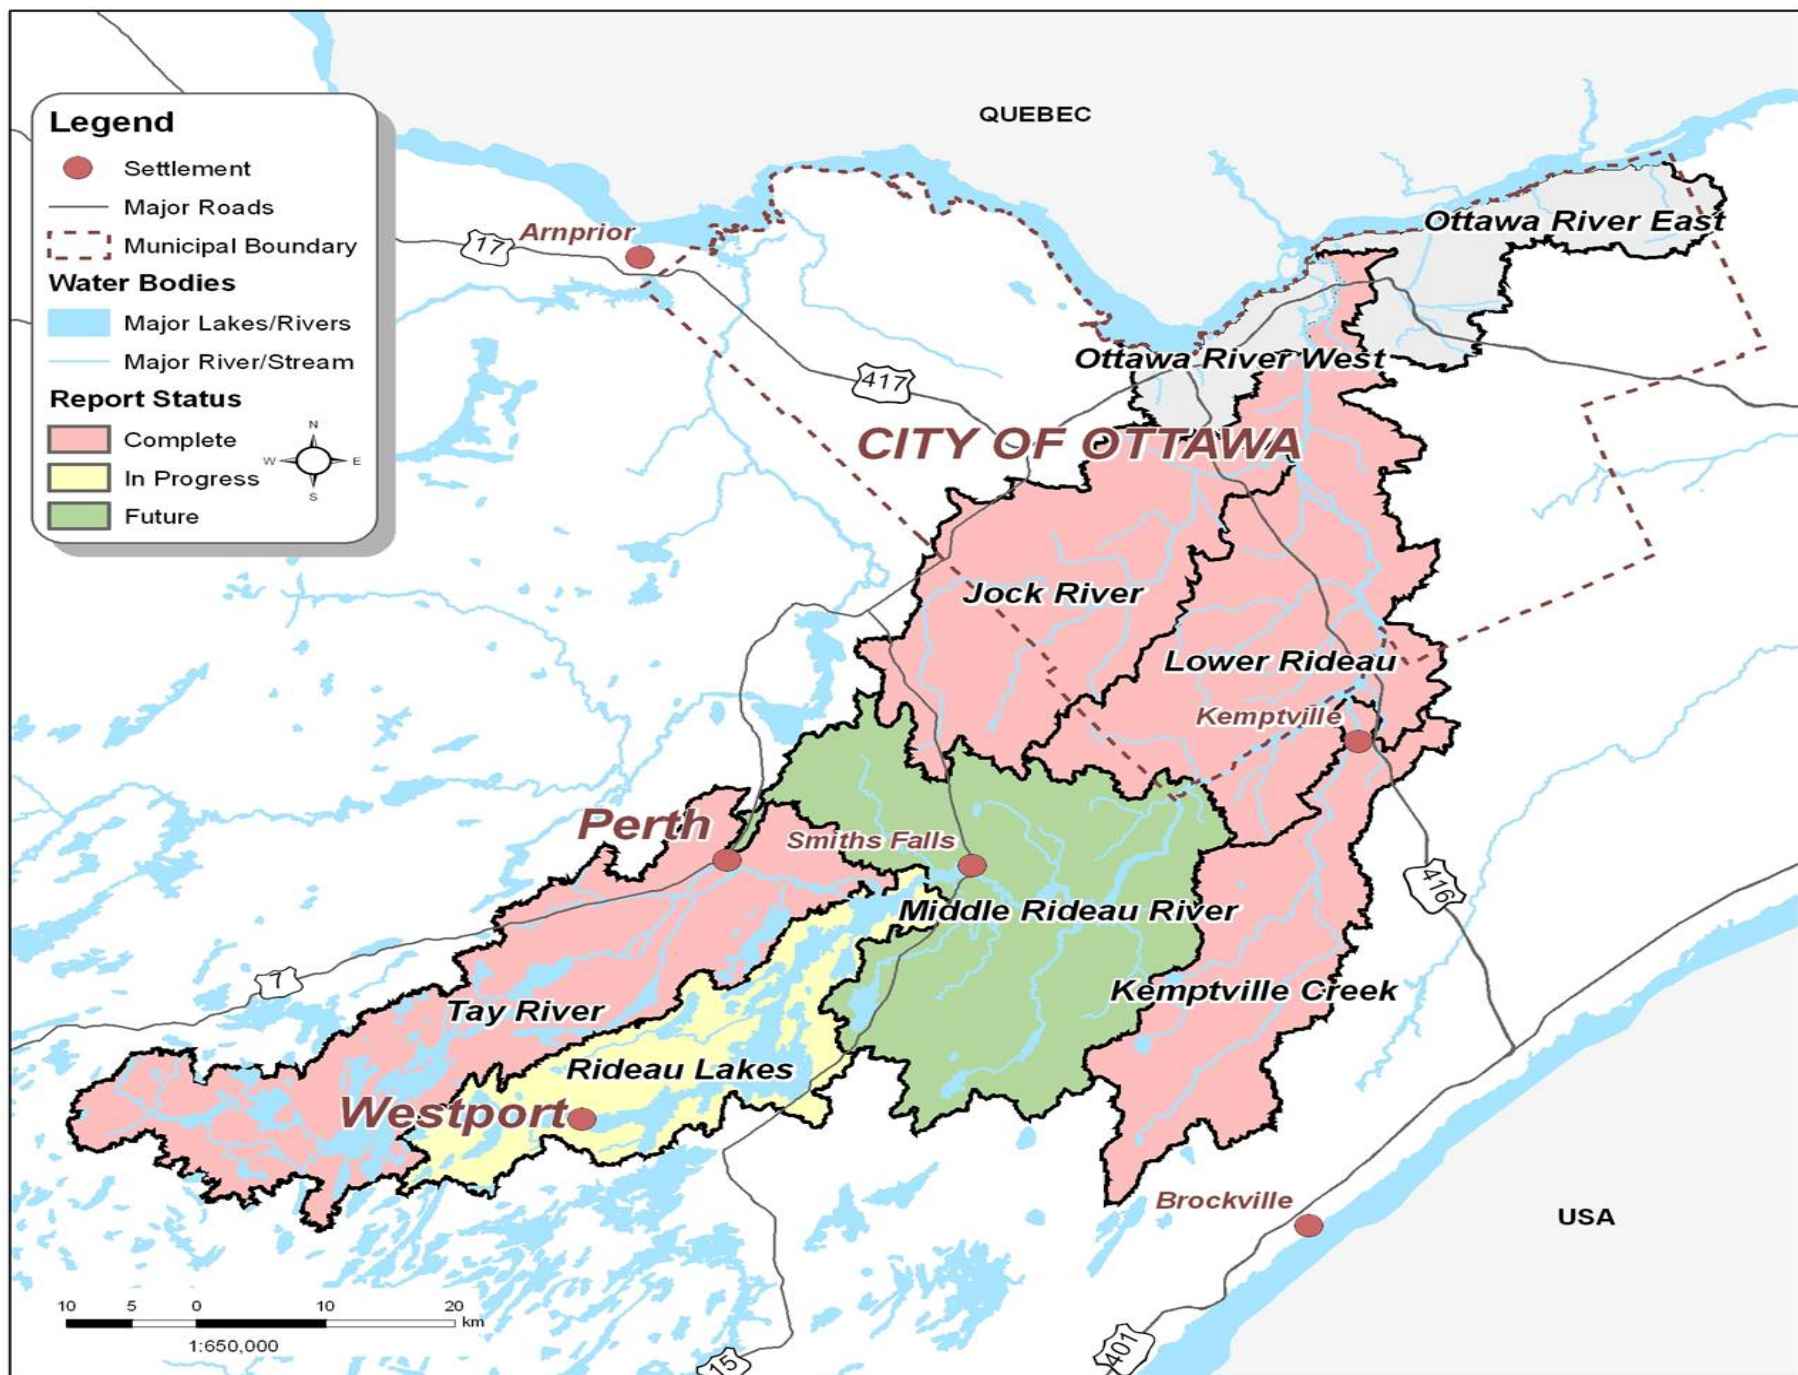 QUEBEC
Legend
Settlement
Major Roads
Municipal Boundary
Water Bodies
Major Lakes/Rivers
Major River/Stream
Report Status
Complete
In Progress
Future
N
W E
S
17
Arnprior
Ottawa River East
417
Ottawa River West
CITY OF OTTAWA
Jock River
Lower Rideau
Kemptville
Perth
Smiths Falls
416
Middle Rideau River
7
Tay River
Kemptville Creek
Rideau Lakes
Westport
Brockville
USA
10 5 0 10 20
km
1:650,000
15
401